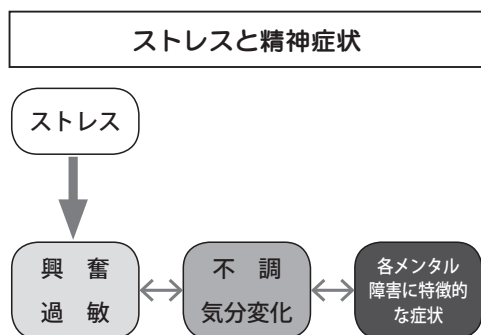 ストレスと精神症状
ストレス
興　奮
過　敏
不　調
気分変化
各メンタル
障害に特徴的
な症状